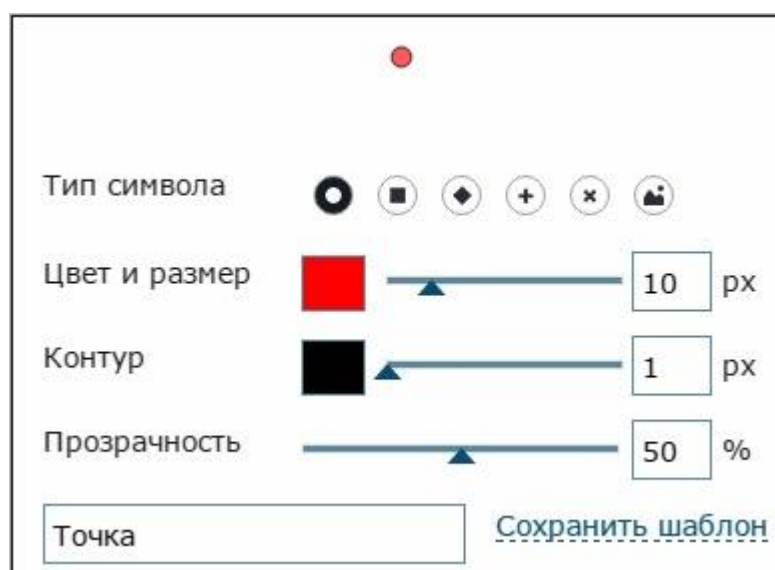 Тип символа
Цвет и размер 10 px
Контур 1 px
Прозрачность 50 %
Точка Сохранить шаблон